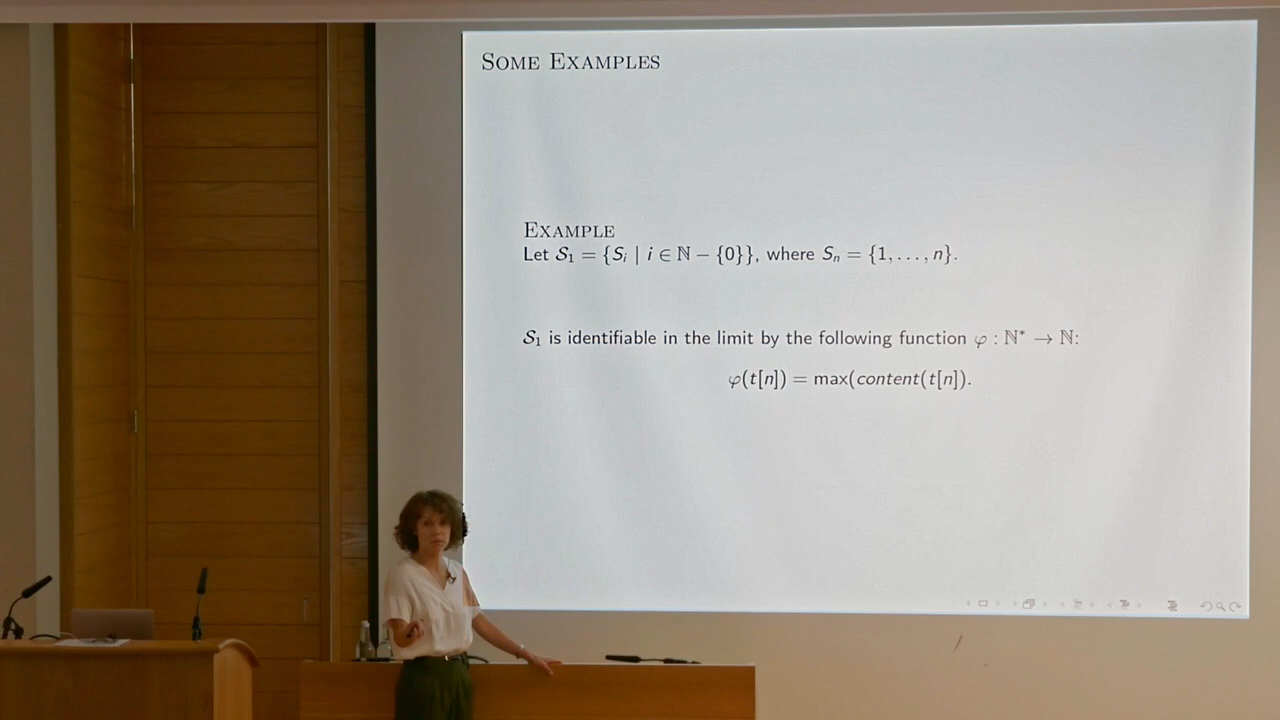 SOME EXAMPLES
EXAMPLE
Let 𝒮₁ = {Sᵢ | i ∈ ℕ − {0}}, where Sₙ = {1, . . . , n}.
𝒮₁ is identifiable in the limit by the following function φ : ℕ* → ℕ:
φ(t[n]) = max(content(t[n]).